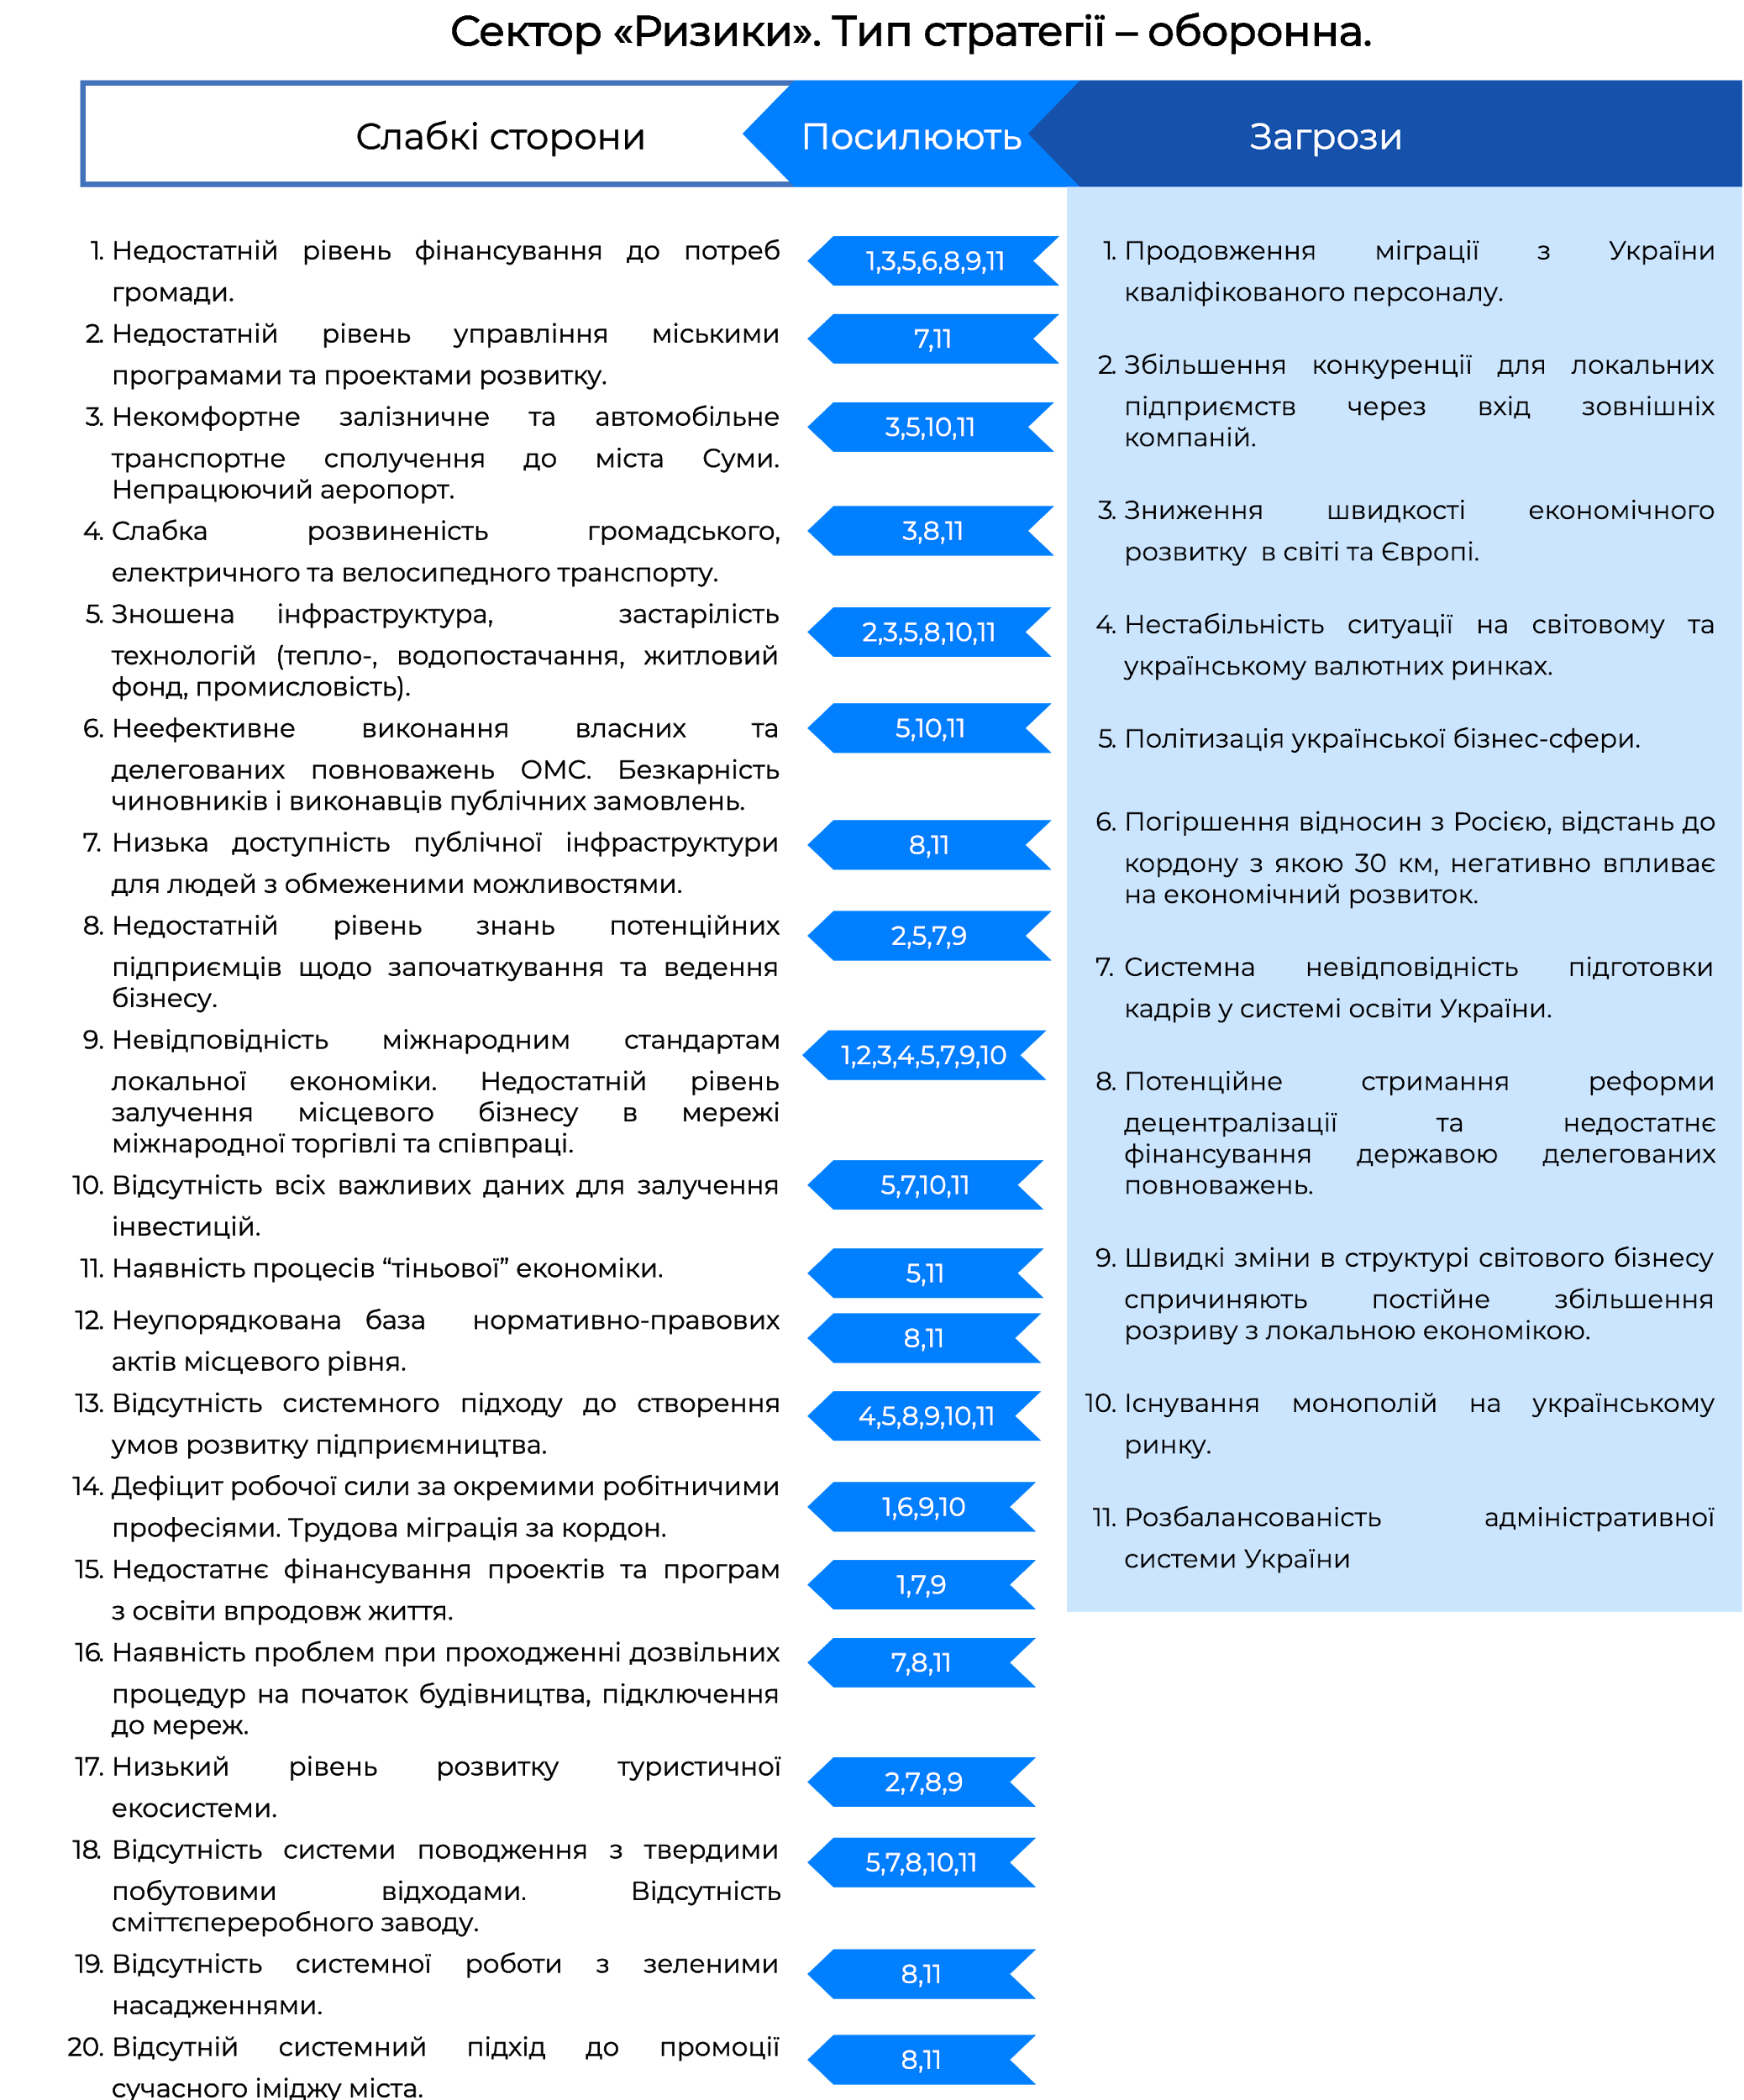 Сектор «Ризики». Тип стратегії – оборонна.
Слабкі сторони
Посилюють
Загрози
1. Недостатній рівень фінансування до потреб
громади.
2. Недостатній рівень управління міськими
програмами та проектами розвитку.
3. Некомфортне залізничне та автомобільне
транспортне сполучення до міста Суми.
Непрацюючий аеропорт.
4. Слабка розвиненість громадського,
електричного та велосипедного транспорту.
5. Зношена інфраструктура, застарілість
технологій (тепло-, водопостачання, житловий
фонд, промисловість).
6. Неефективне виконання власних та
делегованих повноважень ОМС. Безкарність
чиновників і виконавців публічних замовлень.
7. Низька доступність публічної інфраструктури
для людей з обмеженими можливостями.
8. Недостатній рівень знань потенційних
підприємців щодо започаткування та ведення
бізнесу.
9. Невідповідність міжнародним стандартам
локальної економіки. Недостатній рівень
залучення місцевого бізнесу в мережі
міжнародної торгівлі та співпраці.
10. Відсутність всіх важливих даних для залучення
інвестицій.
11. Наявність процесів “тіньової” економіки.
12. Неупорядкована база нормативно-правових
актів місцевого рівня.
13. Відсутність системного підходу до створення
умов розвитку підприємництва.
14. Дефіцит робочої сили за окремими робітничими
професіями. Трудова міграція за кордон.
15. Недостатнє фінансування проектів та програм
з освіти впродовж життя.
16. Наявність проблем при проходженні дозвільних
процедур на початок будівництва, підключення
до мереж.
17. Низький рівень розвитку туристичної
екосистеми.
18. Відсутність системи поводження з твердими
побутовими відходами. Відсутність
сміттєпереробного заводу.
19. Відсутність системної роботи з зеленими
насадженнями.
20. Відсутній системний підхід до промоції
сучасного іміджу міста.
1,3,5,6,8,9,11
7,11
3,5,10,11
3,8,11
2,3,5,8,10,11
5,10,11
8,11
2,5,7,9
1,2,3,4,5,7,9,10
5,7,10,11
5,11
8,11
4,5,8,9,10,11
1,6,9,10
1,7,9
7,8,11
2,7,8,9
5,7,8,10,11
8,11
8,11
1. Продовження міграції з України
кваліфікованого персоналу.
2. Збільшення конкуренції для локальних
підприємств через вхід зовнішніх
компаній.
3. Зниження швидкості економічного
розвитку в світі та Європі.
4. Нестабільність ситуації на світовому та
українському валютних ринках.
5. Політизація української бізнес-сфери.
6. Погіршення відносин з Росією, відстань до
кордону з якою 30 км, негативно впливає
на економічний розвиток.
7. Системна невідповідність підготовки
кадрів у системі освіти України.
8. Потенційне стримання реформи
децентралізації та недостатнє
фінансування державою делегованих
повноважень.
9. Швидкі зміни в структурі світового бізнесу
спричиняють постійне збільшення
розриву з локальною економікою.
10. Існування монополій на українському
ринку.
11. Розбалансованість адміністративної
системи України